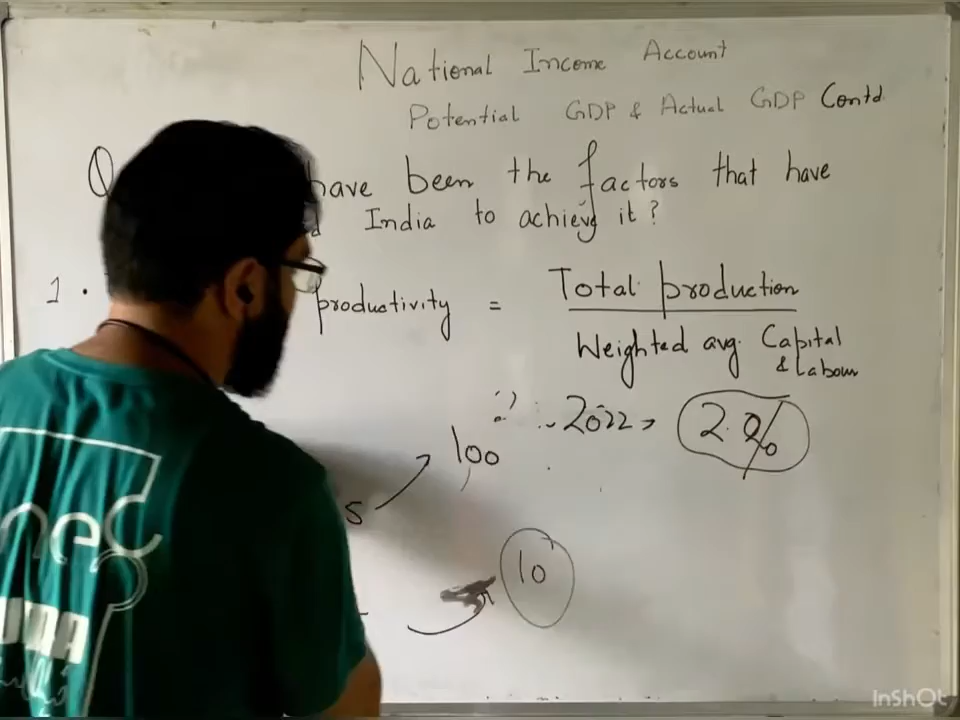 National Income Account
Potential GDP & Actual GDP Contd
Q have been the factors that have
India to achieve it?
1. productivity = Total production
Weighted avg. Capital
& Labour
2022 → 2%
100
S
10
InShOt